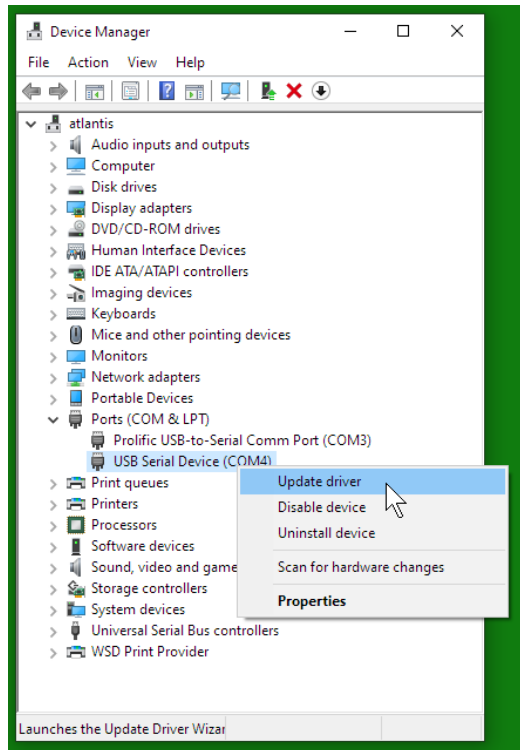 Device Manager
File Action View Help
atlantis
Audio inputs and outputs
Computer
Disk drives
Display adapters
DVD/CD-ROM drives
Human Interface Devices
IDE ATA/ATAPI controllers
Imaging devices
Keyboards
Mice and other pointing devices
Monitors
Network adapters
Portable Devices
Ports (COM & LPT)
Prolific USB-to-Serial Comm Port (COM3)
USB Serial Device (COM4)
Print queues
Printers
Processors
Software devices
Sound, video and game
Storage controllers
System devices
Universal Serial Bus controllers
WSD Print Provider
Update driver
Disable device
Uninstall device
Scan for hardware changes
Properties
Launches the Update Driver Wizar